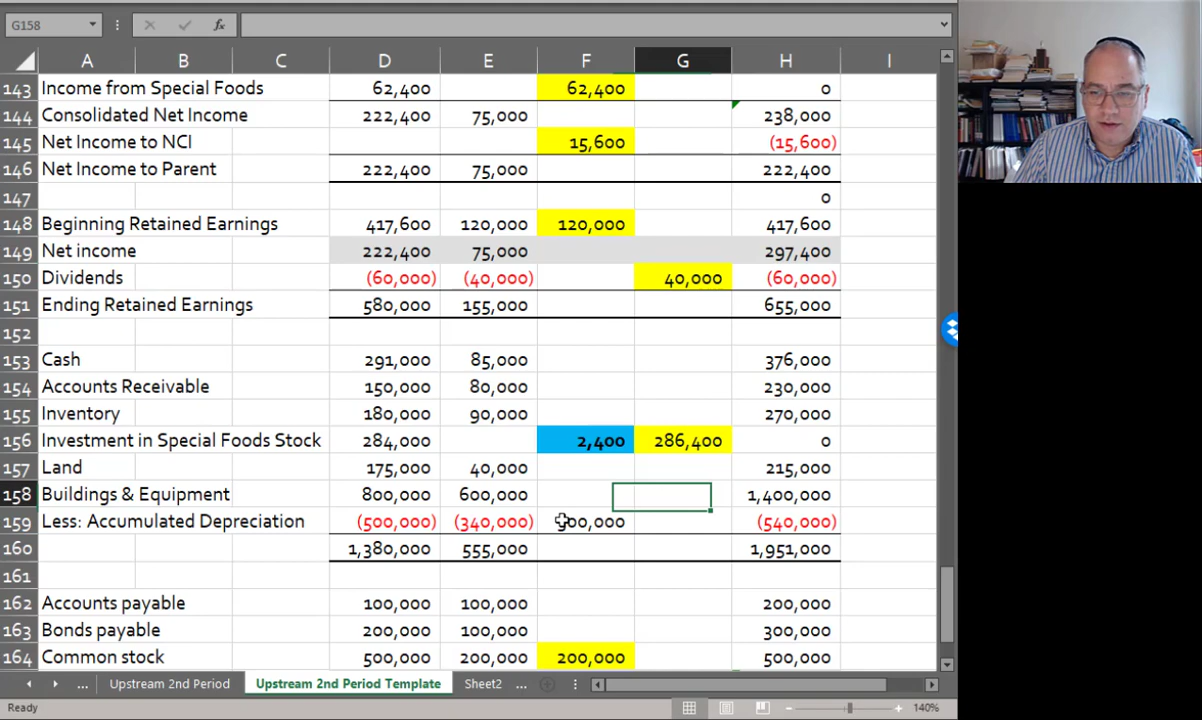 G158 fx
A B C D E F G H I
143 Income from Special Foods 62,400 62,400 0
144 Consolidated Net Income 222,400 75,000 238,000
145 Net Income to NCI 15,600 (15,600)
146 Net Income to Parent 222,400 75,000 222,400
147 0
148 Beginning Retained Earnings 417,600 120,000 120,000 417,600
149 Net income 222,400 75,000 297,400
150 Dividends (60,000) (40,000) 40,000 (60,000)
151 Ending Retained Earnings 580,000 155,000 655,000
152
153 Cash 291,000 85,000 376,000
154 Accounts Receivable 150,000 80,000 230,000
155 Inventory 180,000 90,000 270,000
156 Investment in Special Foods Stock 284,000 2,400 286,400 0
157 Land 175,000 40,000 215,000
158 Buildings & Equipment 800,000 600,000 1,400,000
159 Less: Accumulated Depreciation (500,000) (340,000) (540,000)
160 1,380,000 555,000 1,951,000
161
162 Accounts payable 100,000 100,000 200,000
163 Bonds payable 200,000 100,000 300,000
164 Common stock 500,000 200,000 200,000 500,000
... Upstream 2nd Period Upstream 2nd Period Template Sheet2 ...
Ready 140%